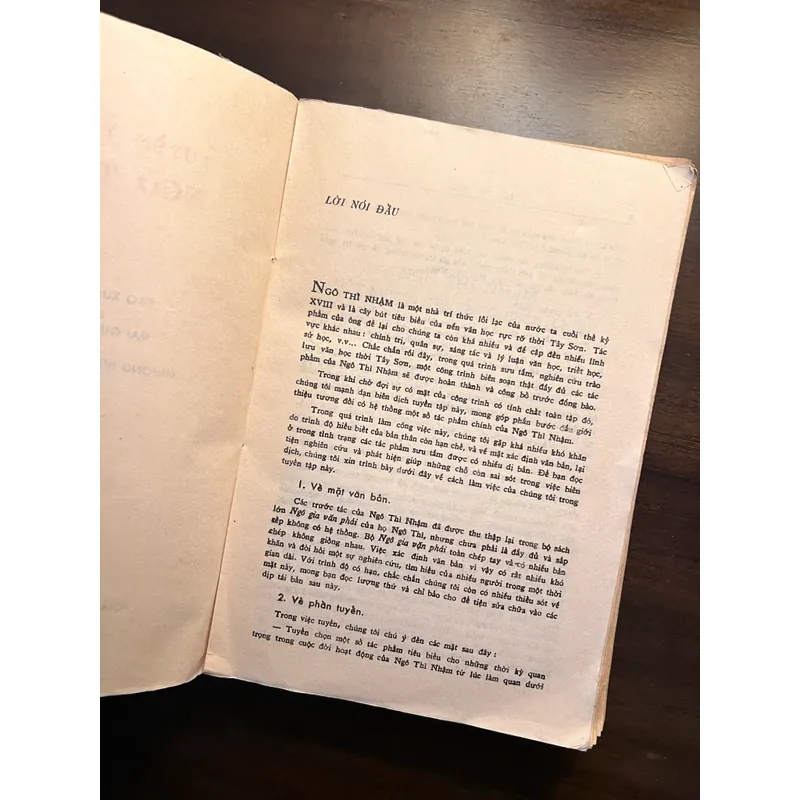 LỜI NÓI ĐẦU
NGÔ THÌ NHẬM là một nhà trí thức lỗi lạc của nước ta cuối thế kỷ
XVIII và là cây bút tiêu biểu của nền văn học rực rỡ thời Tây Sơn. Tác
phẩm của ông để lại cho chúng ta còn khá nhiều và đề cập đến nhiều lĩnh
vực khác nhau : chính trị, quân sự, sáng tác và lý luận văn học, triết học,
sử học, v.v... Chắc chắn rồi đây, trong quá trình sưu tầm, nghiên cứu trào
lưu văn học thời Tây Sơn, một công trình biên soạn thật đầy đủ các tác
phẩm của Ngô Thì Nhậm sẽ được hoàn thành và công bố trước đồng bào.
Trong khi chờ đợi sự có mặt của công trình có tính chất toàn tập đó,
chúng tôi mạnh dạn biên dịch tuyển tập này, mong góp phần bước đầu giới
thiệu tương đối có hệ thống một số tác phẩm chính của Ngô Thì Nhậm.
Trong quá trình làm công việc này, chúng tôi gặp khá nhiều khó khăn
do trình độ hiểu biết của bản thân còn hạn chế, và về mặt xác định văn bản, lại
ở trong tình trạng các tác phẩm sưu tầm được có nhiều dị bản. Để bạn đọc
tiện nghiên cứu và phát hiện giúp những chỗ còn sai sót trong việc biên
dịch, chúng tôi xin trình bày dưới đây về cách làm việc của chúng tôi trong
tuyển tập này.
1. Về mặt văn bản.
Các trước tác của Ngô Thì Nhậm đã được thu thập lại trong bộ sách
lớn Ngô gia văn phái của họ Ngô Thì, nhưng chưa phải là đầy đủ và sắp
xếp không có hệ thống. Bộ Ngô gia văn phái toàn chép tay và có nhiều bản
chép không giống nhau. Việc xác định văn bản vì vậy có rất nhiều khó
khăn và đòi hỏi một sự nghiên cứu, tìm hiểu của nhiều người trong một thời
gian dài. Với trình độ có hạn, chắc chắn chúng tôi còn có nhiều thiếu sót về
mặt này, mong bạn đọc lượng thứ và chỉ bảo cho để tiện sửa chữa vào các
dịp tái bản sau này.
2. Về phần tuyển.
Trong việc tuyển, chúng tôi chú ý đến các mặt sau đây :
— Tuyển chọn một số tác phẩm tiêu biểu cho những thời kỳ quan
trọng trong cuộc đời hoạt động của Ngô Thì Nhậm từ lúc làm quan dưới